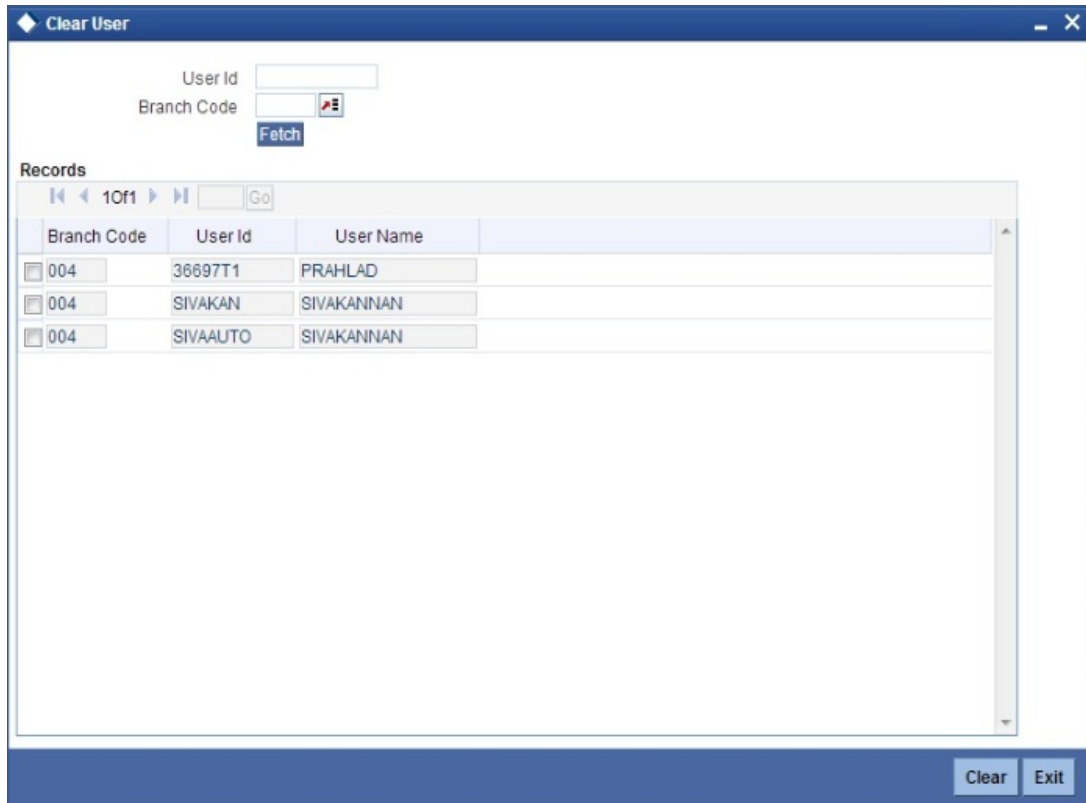 Clear User
User Id
Branch Code
Fetch
Records
1Of1 Go
Branch Code User Id User Name
004 36697T1 PRAHLAD
004 SIVAKAN SIVAKANNAN
004 SIVAAUTO SIVAKANNAN
Clear Exit